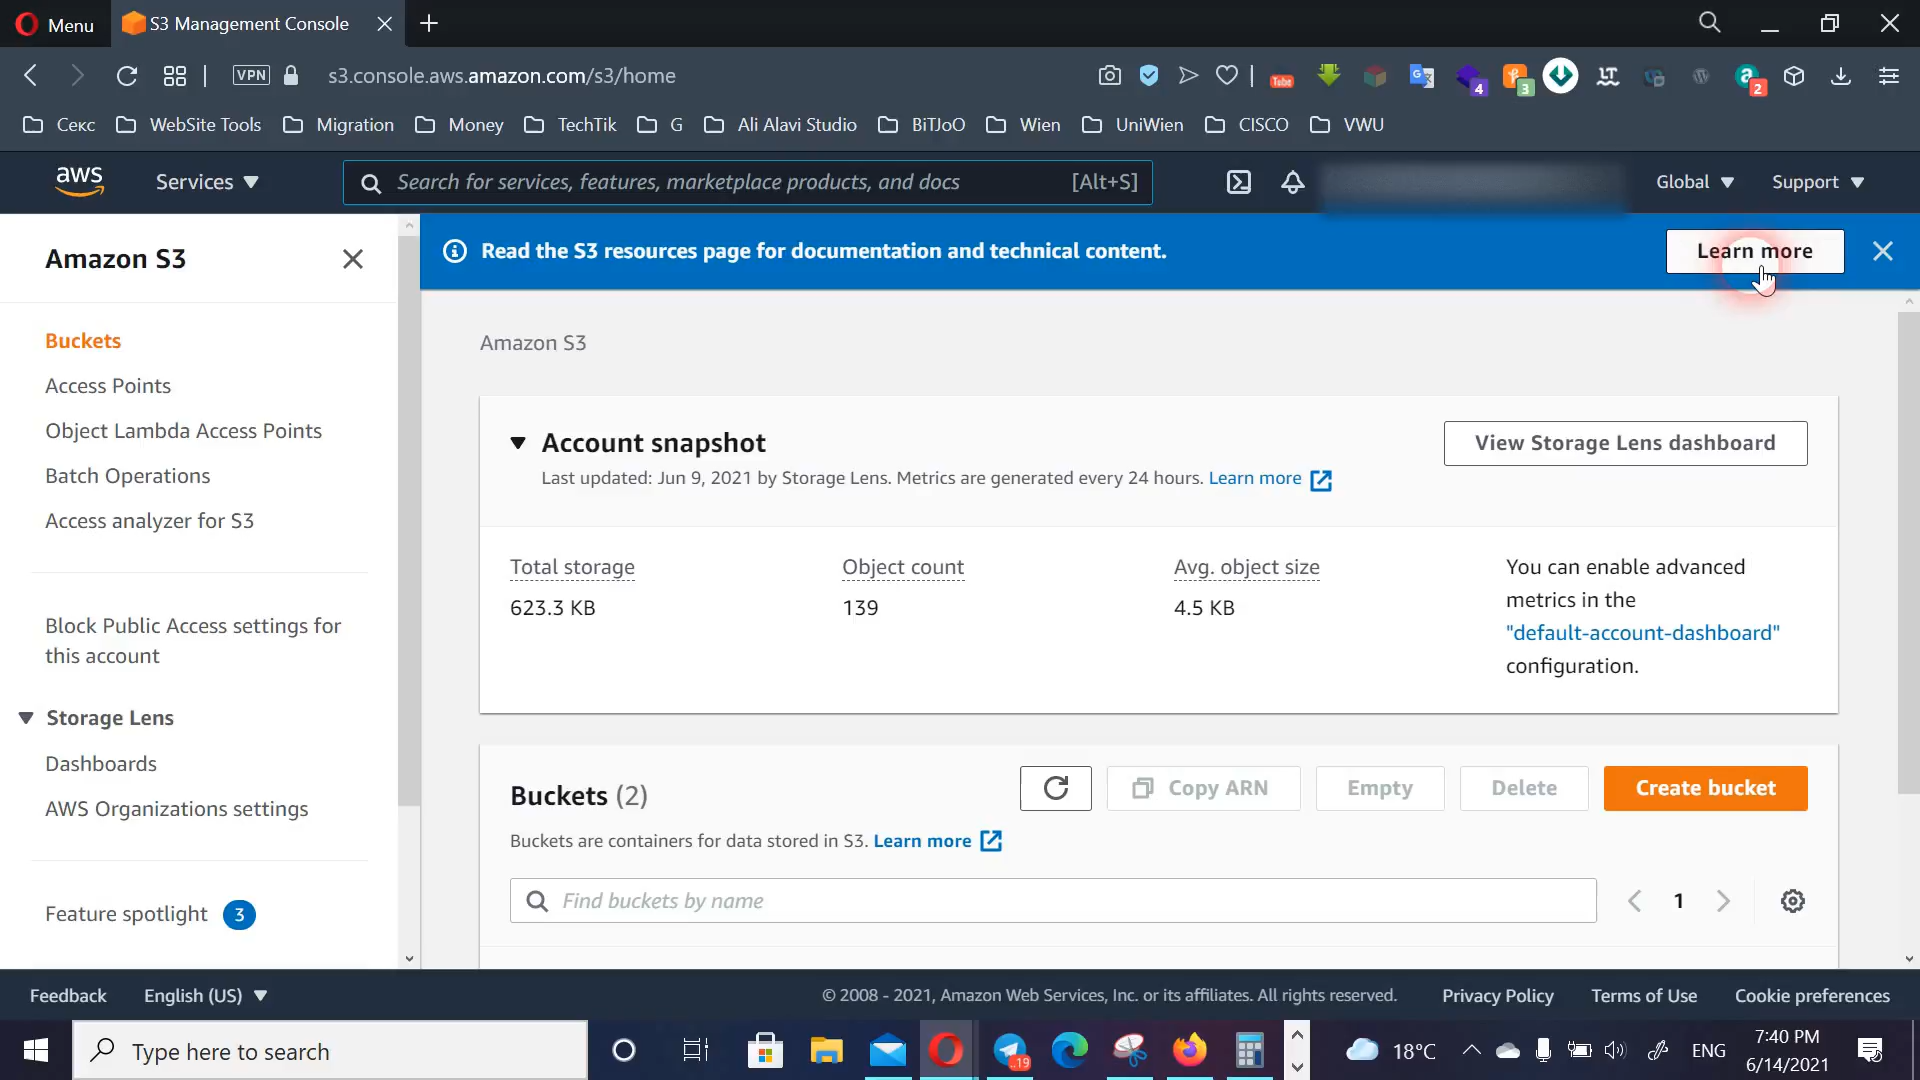 Menu
S3 Management Console
VPN
s3.console.aws.amazon.com/s3/home
Tube
4
3
LT
a
2
Секс
WebSite Tools
Migration
Money
TechTik
G
Ali Alavi Studio
BiTJoO
Wien
UniWien
CISCO
VWU
aws
Services
Search for services, features, marketplace products, and docs
[Alt+S]
Global
Support
Amazon S3
Read the S3 resources page for documentation and technical content.
Learn more
Buckets
Access Points
Object Lambda Access Points
Batch Operations
Access analyzer for S3
Block Public Access settings for
this account
Storage Lens
Dashboards
AWS Organizations settings
Feature spotlight
3
Amazon S3
Account snapshot
View Storage Lens dashboard
Last updated: Jun 9, 2021 by Storage Lens. Metrics are generated every 24 hours. Learn more
Total storage
623.3 KB
Object count
139
Avg. object size
4.5 KB
You can enable advanced
metrics in the
"default-account-dashboard"
configuration.
Buckets (2)
Copy ARN
Empty
Delete
Create bucket
Buckets are containers for data stored in S3. Learn more
Find buckets by name
1
Feedback
English (US)
© 2008 - 2021, Amazon Web Services, Inc. or its affiliates. All rights reserved.
Privacy Policy
Terms of Use
Cookie preferences
Type here to search
..19
18°C
ENG
7:40 PM
6/14/2021